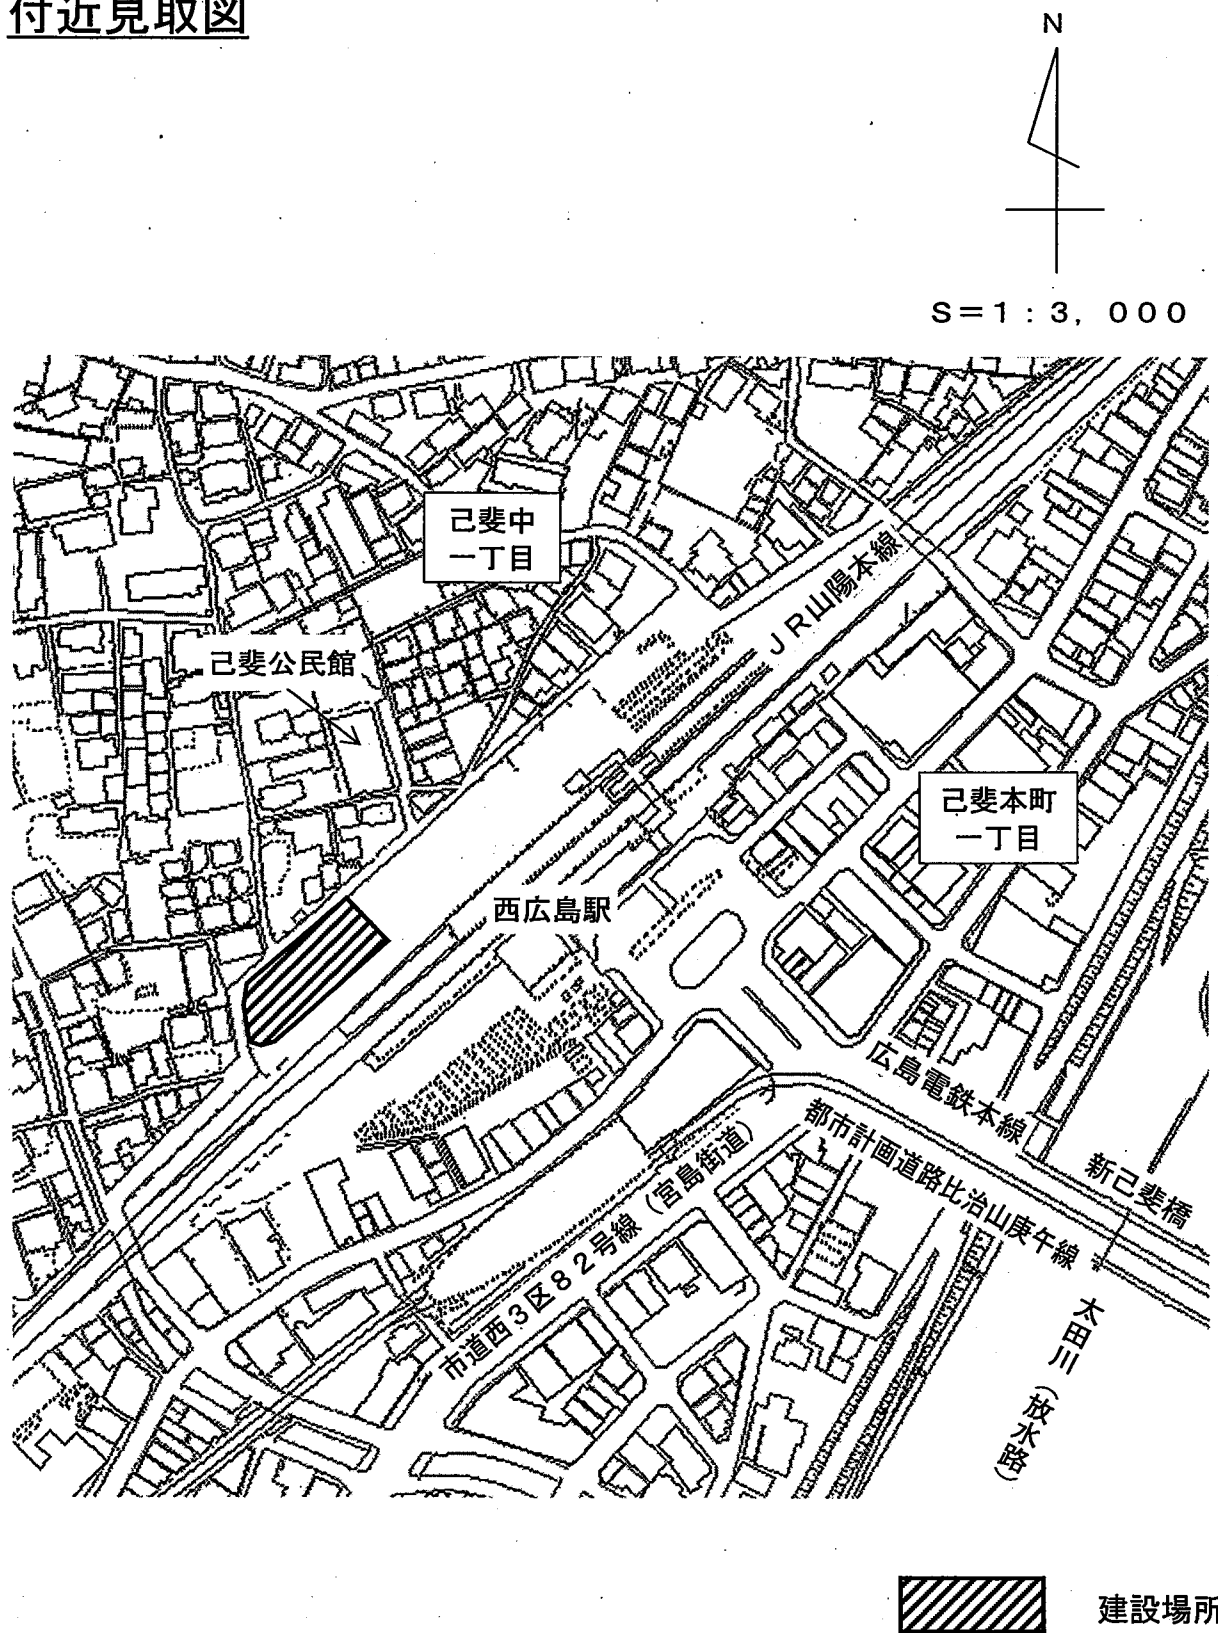 付近見取図
N
S=1:3,000
己斐中
一丁目
JR山陽本線
己斐公民館
己斐本町
一丁目
西広島駅
広島電鉄本線
都市計画道路比治山庚午線
新己斐橋
市道西3区82号線(宮島街道)
太田川(放水路)
建設場所